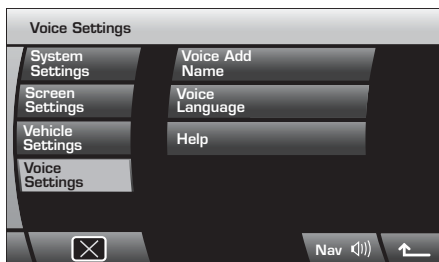 Voice Settings
System
Settings
Voice Add
Name
Screen
Settings
Voice
Language
Vehicle
Settings
Help
Voice
Settings
Nav